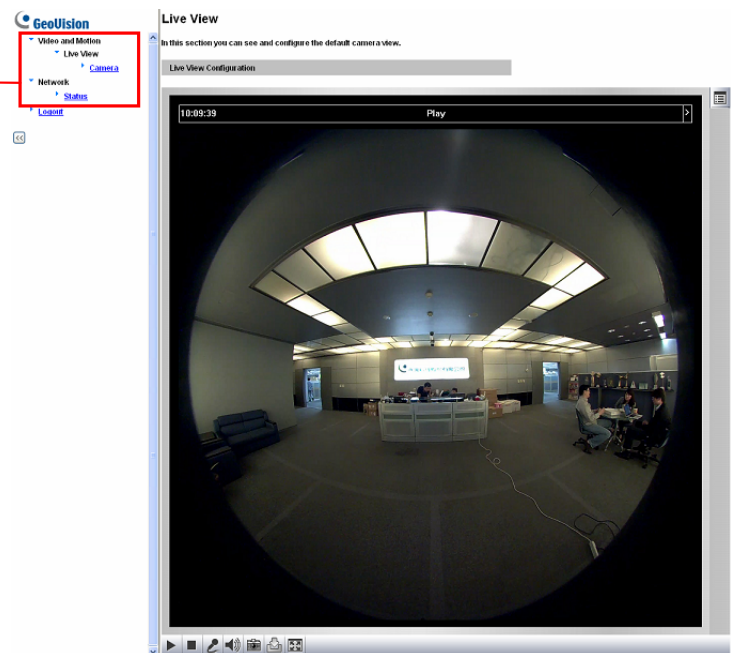 GeoVision
Video and Motion
Live View
Camera
Network
Status
Logout
Live View
In this section you can see and configure the default camera view.
Live View Configuration
10:09:39 Play >